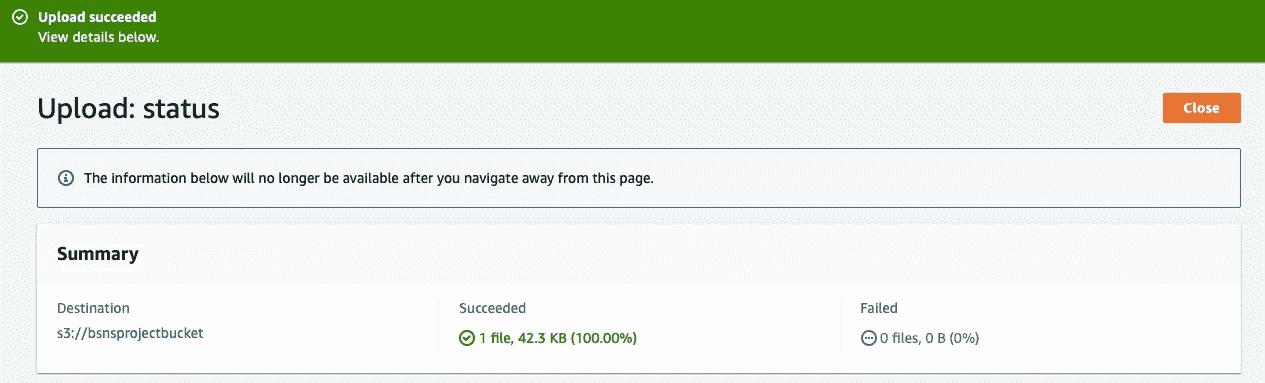 Upload succeeded
View details below.
Upload: status
Close
The information below will no longer be available after you navigate away from this page.
Summary
Destination
s3://bsnsprojectbucket
Succeeded
1 file, 42.3 KB (100.00%)
Failed
0 files, 0 B (0%)